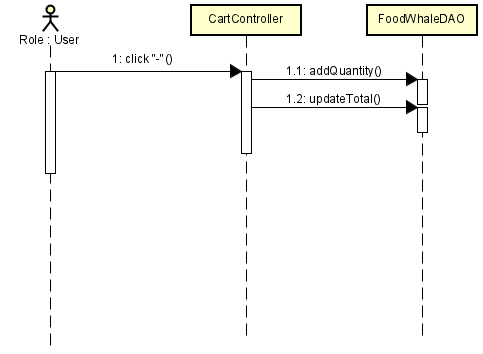 CartController
FoodWhaleDAO
Role : User
1: click "-"()
1.1: addQuantity()
1.2: updateTotal()